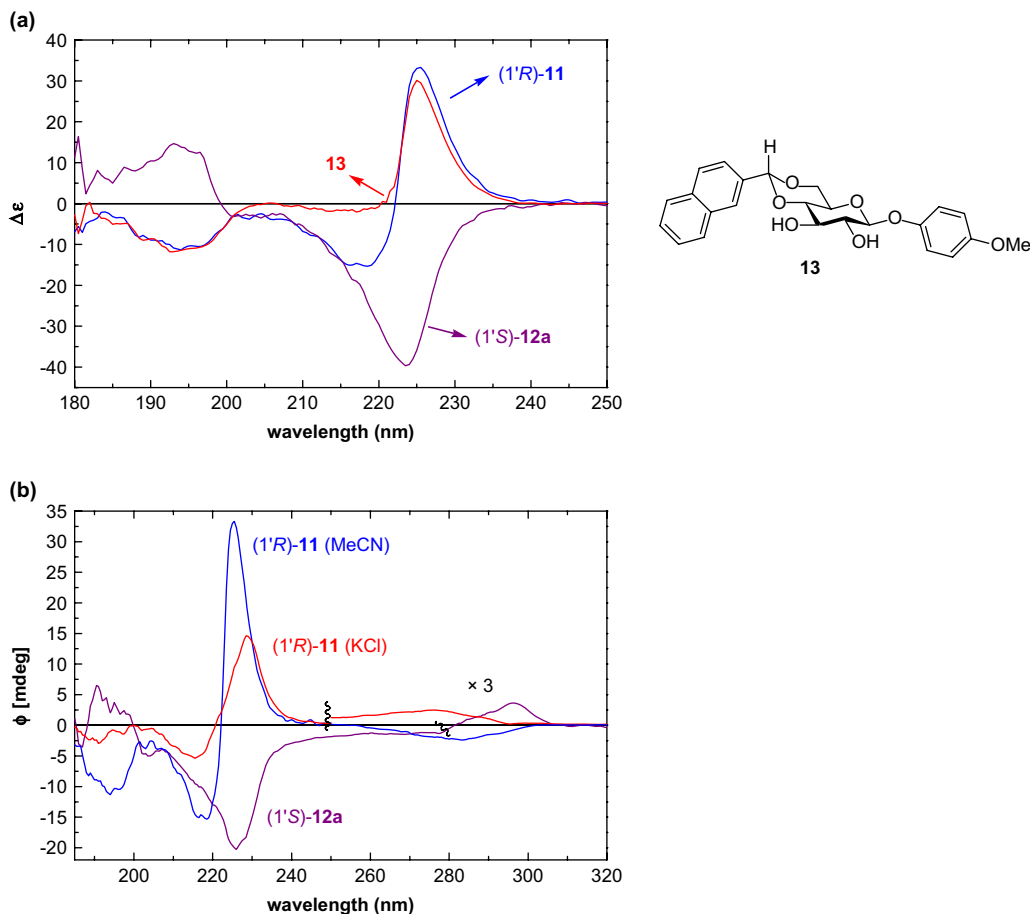 (a)
40
30
20
10
0
-10
-20
-30
-40
Δε
(1'R)-11
13
(1'S)-12a
180 190 200 210 220 230 240 250
wavelength (nm)
H
O
O
O
HO
OH
O
OMe
13
(b)
35
30
25
20
15
10
5
0
-5
-10
-15
-20
ϕ [mdeg]
(1'R)-11 (MeCN)
(1'R)-11 (KCl)
× 3
(1'S)-12a
200 220 240 260 280 300 320
wavelength (nm)